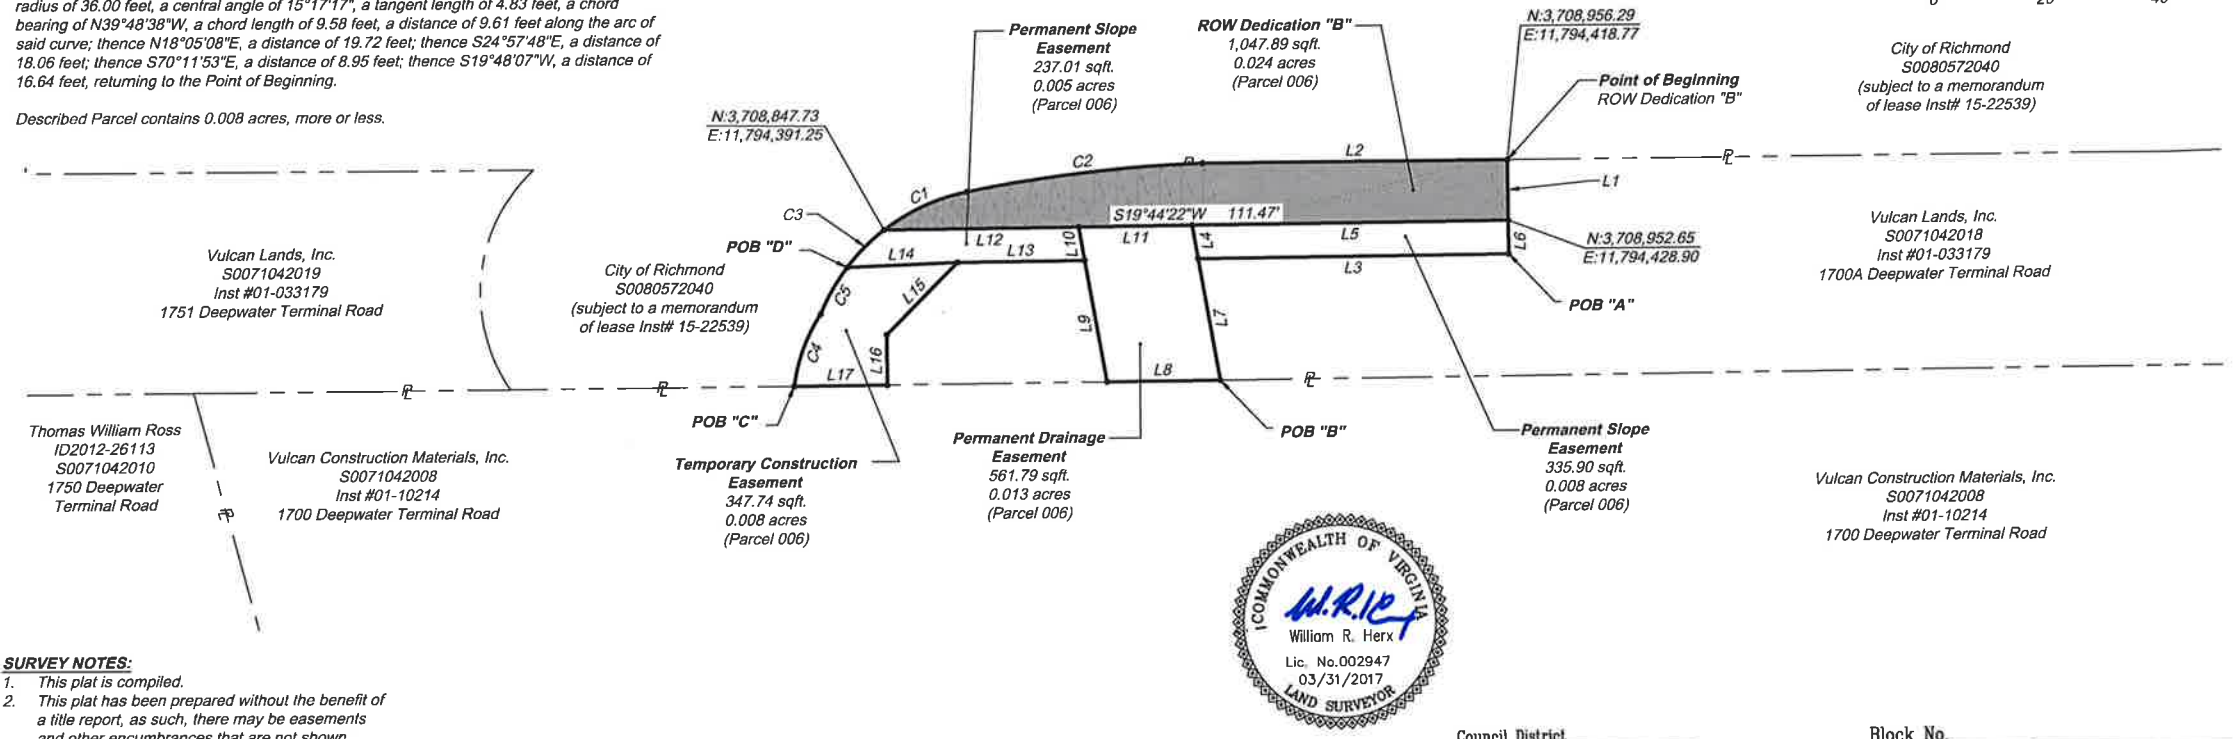 radius of 36.00 feet, a central angle of 15°17'17", a tangent length of 4.83 feet, a chord
bearing of N39°48'38"W, a chord length of 9.58 feet, a distance of 9.61 feet along the arc of
said curve; thence N18°05'08"E, a distance of 19.72 feet; thence S24°57'48"E, a distance of
18.06 feet; thence S70°11'53"E, a distance of 8.95 feet; thence S19°48'07"W, a distance of
16.64 feet, returning to the Point of Beginning.
Described Parcel contains 0.008 acres, more or less.
Permanent Slope
Easement
237.01 sqft.
0.005 acres
(Parcel 006)
ROW Dedication "B"
1,047.89 sqft.
0.024 acres
(Parcel 006)
N:3,708,956.29
E:11,794,418.77
Point of Beginning
ROW Dedication "B"
City of Richmond
S0080572040
(subject to a memorandum
of lease Inst# 15-22539)
N:3,708,847.73
E:11,794,391.25
C1
C2
L2
L1
C3
POB "D"
S19°44'22"W 111.47'
L14
L12
L13
L10
L11
L4
L5
L3
L6
N:3,708,952.65
E:11,794,428.90
POB "A"
Vulcan Lands, Inc.
S0071042019
Inst #01-033179
1751 Deepwater Terminal Road
City of Richmond
S0080572040
(subject to a memorandum
of lease Inst# 15-22539)
Vulcan Lands, Inc.
S0071042018
Inst #01-033179
1700A Deepwater Terminal Road
C5
L15
C4
L16
L17
L9
L8
L7
POB "C"
POB "B"
Thomas William Ross
ID2012-26113
S0071042010
1750 Deepwater
Terminal Road
Vulcan Construction Materials, Inc.
S0071042008
Inst #01-10214
1700 Deepwater Terminal Road
Temporary Construction
Easement
347.74 sqft.
0.008 acres
(Parcel 006)
Permanent Drainage
Easement
561.79 sqft.
0.013 acres
(Parcel 006)
Permanent Slope
Easement
335.90 sqft.
0.008 acres
(Parcel 006)
Vulcan Construction Materials, Inc.
S0071042008
Inst #01-10214
1700 Deepwater Terminal Road
COMMONWEALTH OF VIRGINIA
William R. Herx
Lic. No.002947
03/31/2017
LAND SURVEYOR
SURVEY NOTES:
1. This plat is compiled.
2. This plat has been prepared without the benefit of
a title report, as such, there may be easements
and other encumbrances that are not shown
Council District
Block No.